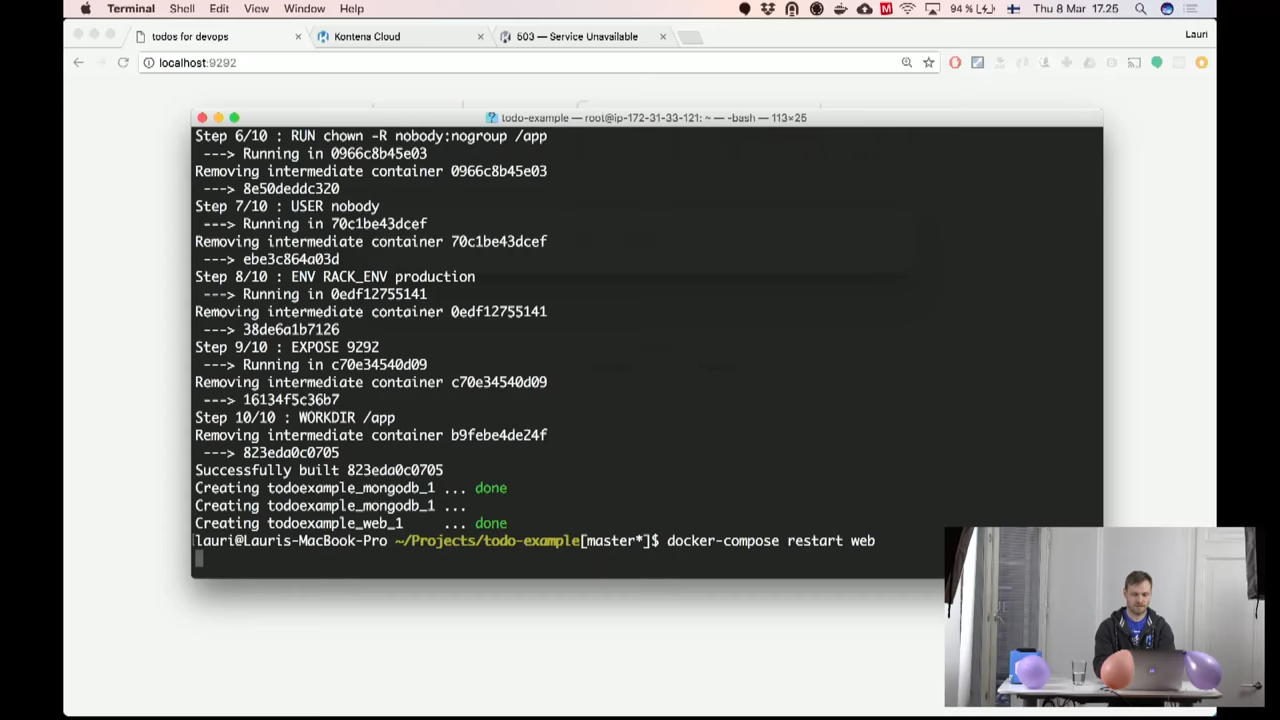 Terminal Shell Edit View Window Help 94 % Thu 8 Mar 17.25
todos for devops × Kontena Cloud × 503 — Service Unavailable × Lauri
localhost:9292
todo-example — root@ip-172-31-33-121: ~ — -bash — 113×25
Step 6/10 : RUN chown -R nobody:nogroup /app
---> Running in 0966c8b45e03
Removing intermediate container 0966c8b45e03
---> 8e50deddc320
Step 7/10 : USER nobody
---> Running in 70c1be43dcef
Removing intermediate container 70c1be43dcef
---> ebe3c864a03d
Step 8/10 : ENV RACK_ENV production
---> Running in 0edf12755141
Removing intermediate container 0edf12755141
---> 38de6a1b7126
Step 9/10 : EXPOSE 9292
---> Running in c70e34540d09
Removing intermediate container c70e34540d09
---> 16134f5c36b7
Step 10/10 : WORKDIR /app
Removing intermediate container b9febe4de24f
---> 823eda0c0705
Successfully built 823eda0c0705
Creating todoexample_mongodb_1 ... done
Creating todoexample_mongodb_1 ...
Creating todoexample_web_1 ... done
lauri@Lauris-MacBook-Pro ~/Projects/todo-example[master*]$ docker-compose restart web